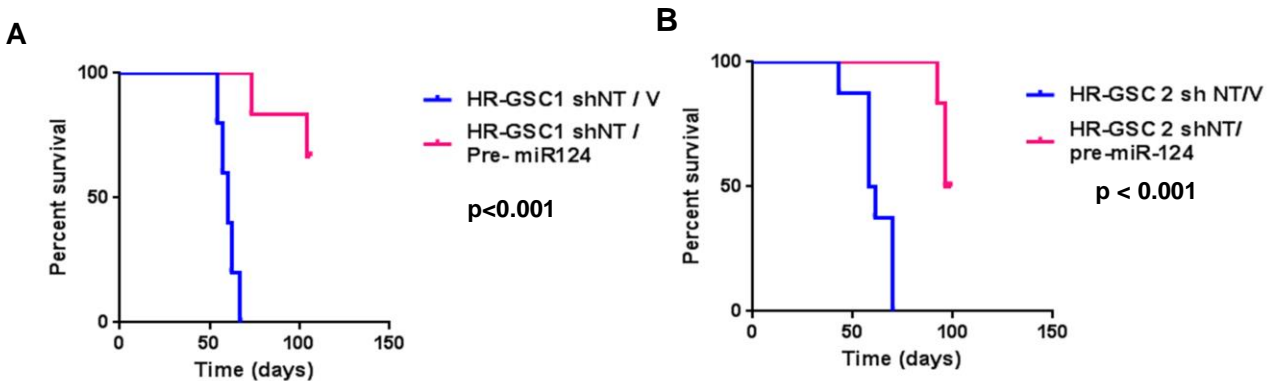 A
Percent survival
100
50
0
0 50 100 150
Time (days)
HR-GSC1 shNT / V
HR-GSC1 shNT /
Pre- miR124
p<0.001
B
Percent survival
100
50
0
0 50 100 150
Time (days)
HR-GSC 2 sh NT/V
HR-GSC 2 shNT/
pre-miR-124
p < 0.001